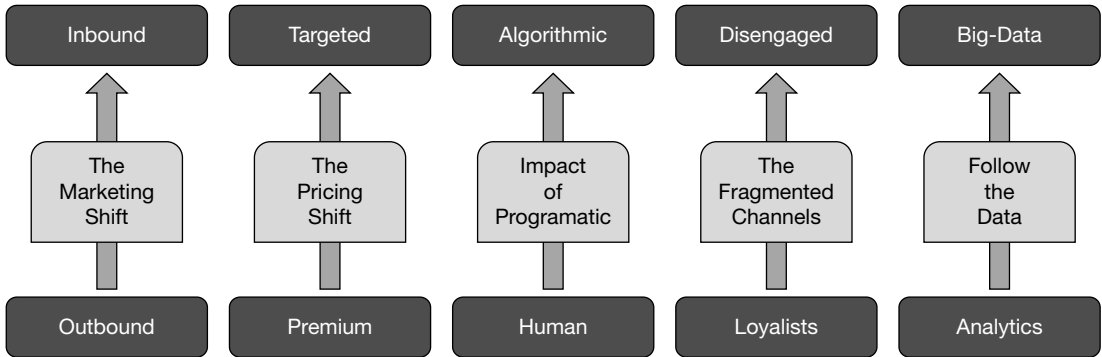 Inbound
Targeted
Algorithmic
Disengaged
Big-Data
The
Marketing
Shift
The
Pricing
Shift
Impact
of
Programatic
The
Fragmented
Channels
Follow
the
Data
Outbound
Premium
Human
Loyalists
Analytics